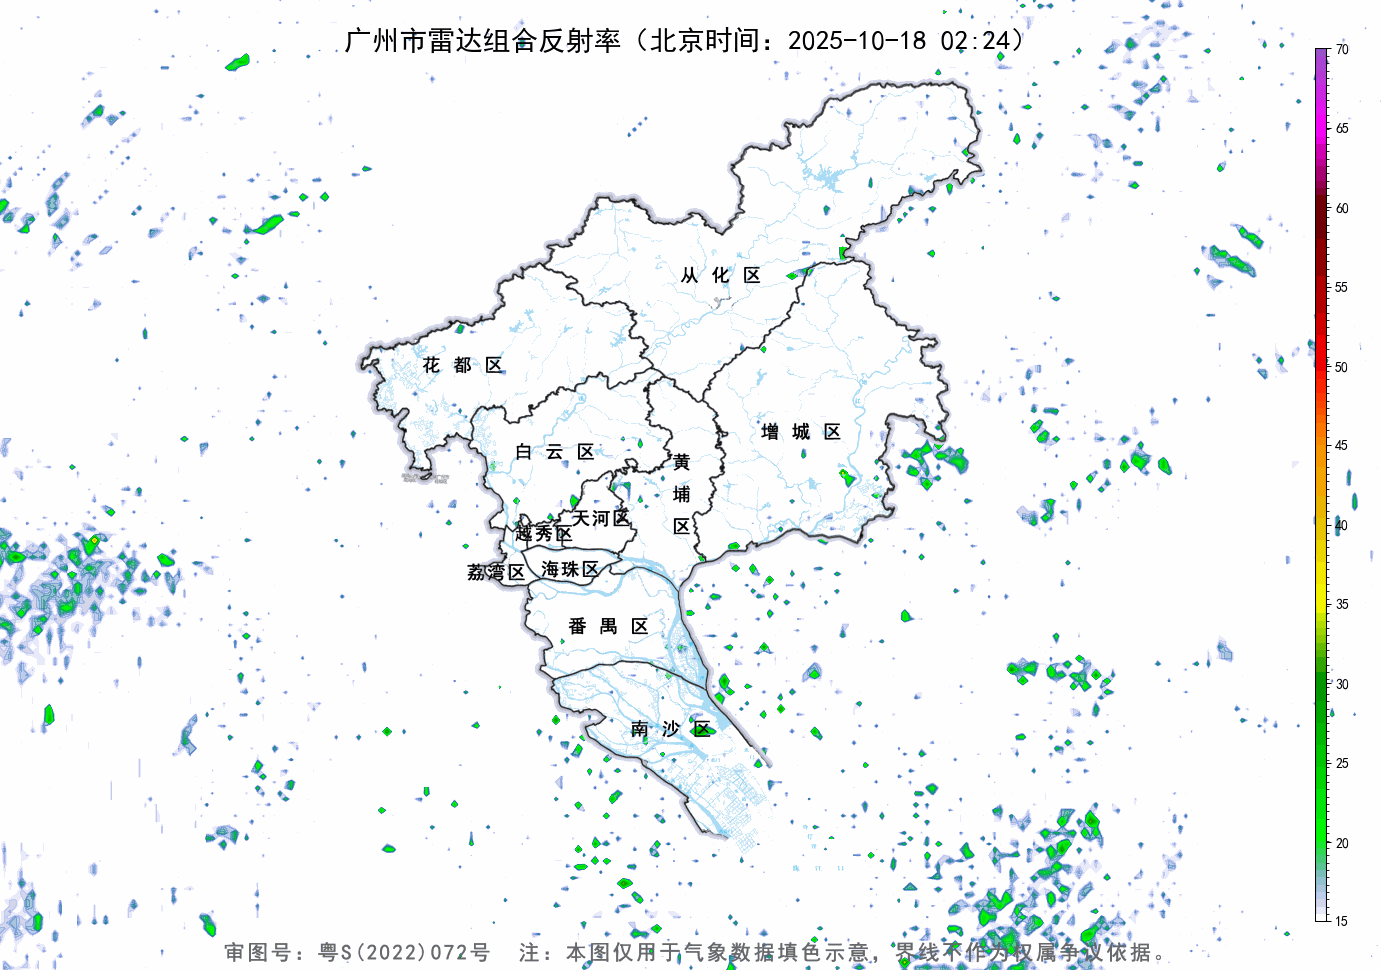 广州市雷达组合反射率（北京时间：2025-10-18 02:24）
70
65
60
55
50
45
40
35
30
25
20
15
从化区
花都区
增城区
白云区
黄埔区
天河区
越秀区
荔湾区
海珠区
番禺区
南沙区
审图号：粤S(2022)072号 注：本图仅用于气象数据填色示意，界线不作为权属争议依据。